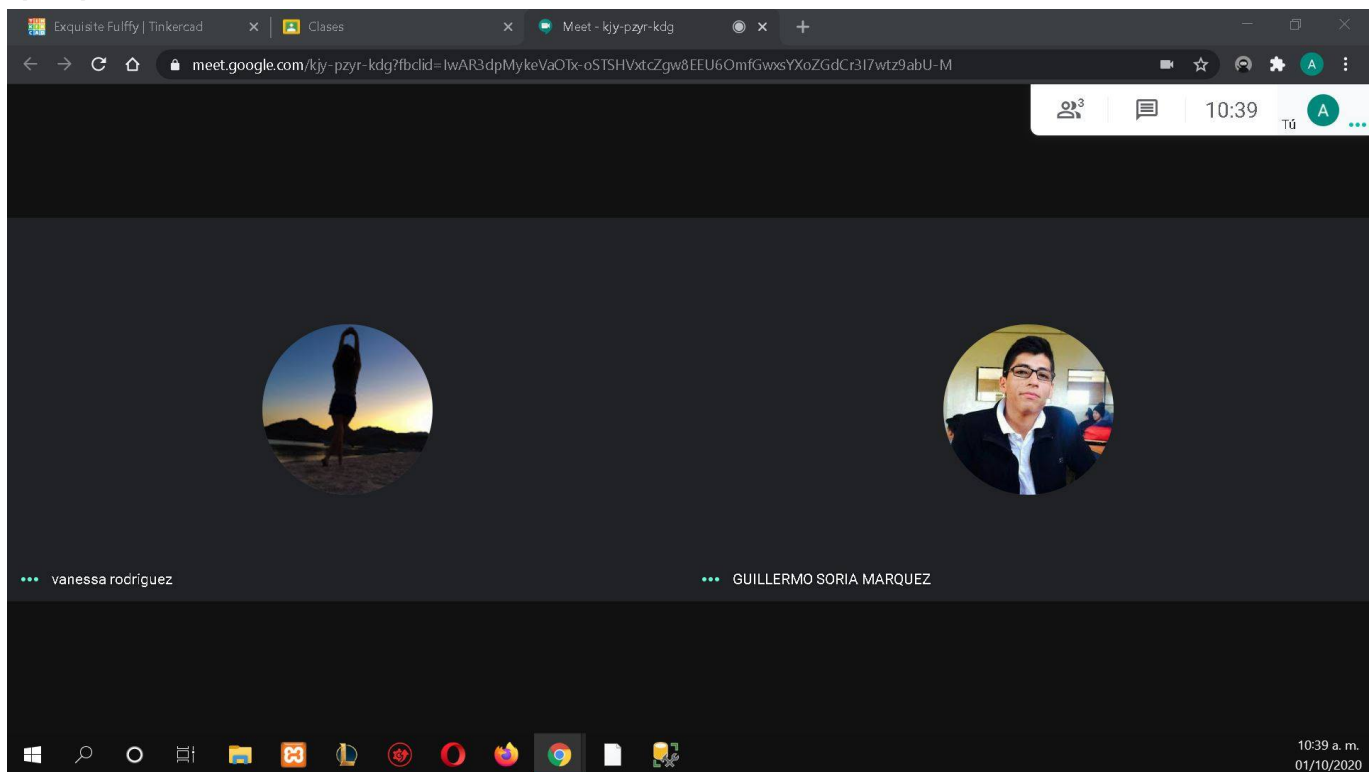 Exquisite Fulffy | Tinkercad
Clases
Meet - kjy-pzyr-kdg
meet.google.com/kjy-pzyr-kdg?fbclid=IwAR3dpMykeVaOTx-oSTSHVxtcZgw8EEU6OmfGwxsYXoZGdCr3I7wtz9abU-M
A
3
10:39
Tú
A
vanessa rodriguez
GUILLERMO SORIA MARQUEZ
10:39 a. m.
01/10/2020